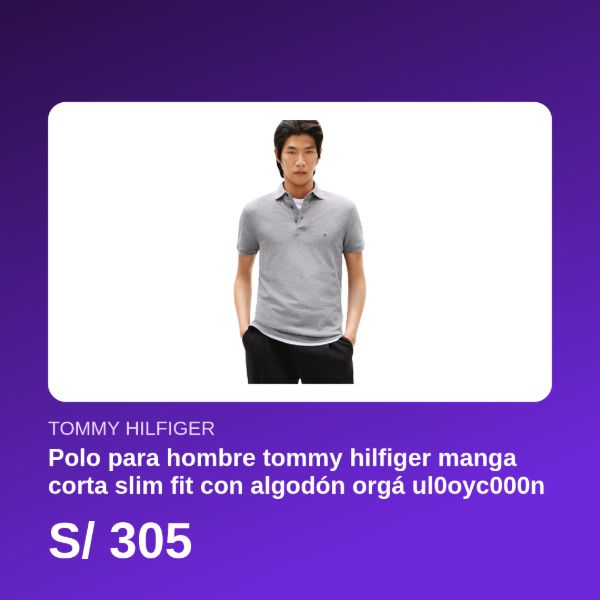 TOMMY HILFIGER
Polo para hombre tommy hilfiger manga
corta slim fit con algodón orgá ul0oyc000n
S/ 305